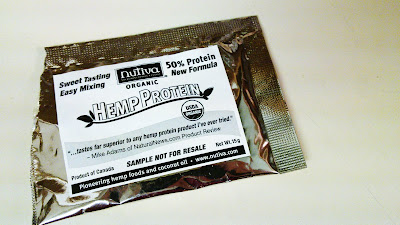 Sweet Tasting
Easy Mixing
nutiva
ORGANIC
50% Protein
New Formula
HEMP PROTEIN
USDA
ORGANIC
"...tastes far superior to any hemp protein product I've ever tried."
- Mike Adams of NaturalNews.com Product Review
SAMPLE NOT FOR RESALE
Product of Canada
Net Wt. 15 g
Pioneering hemp foods and coconut oil • www.nutiva.com